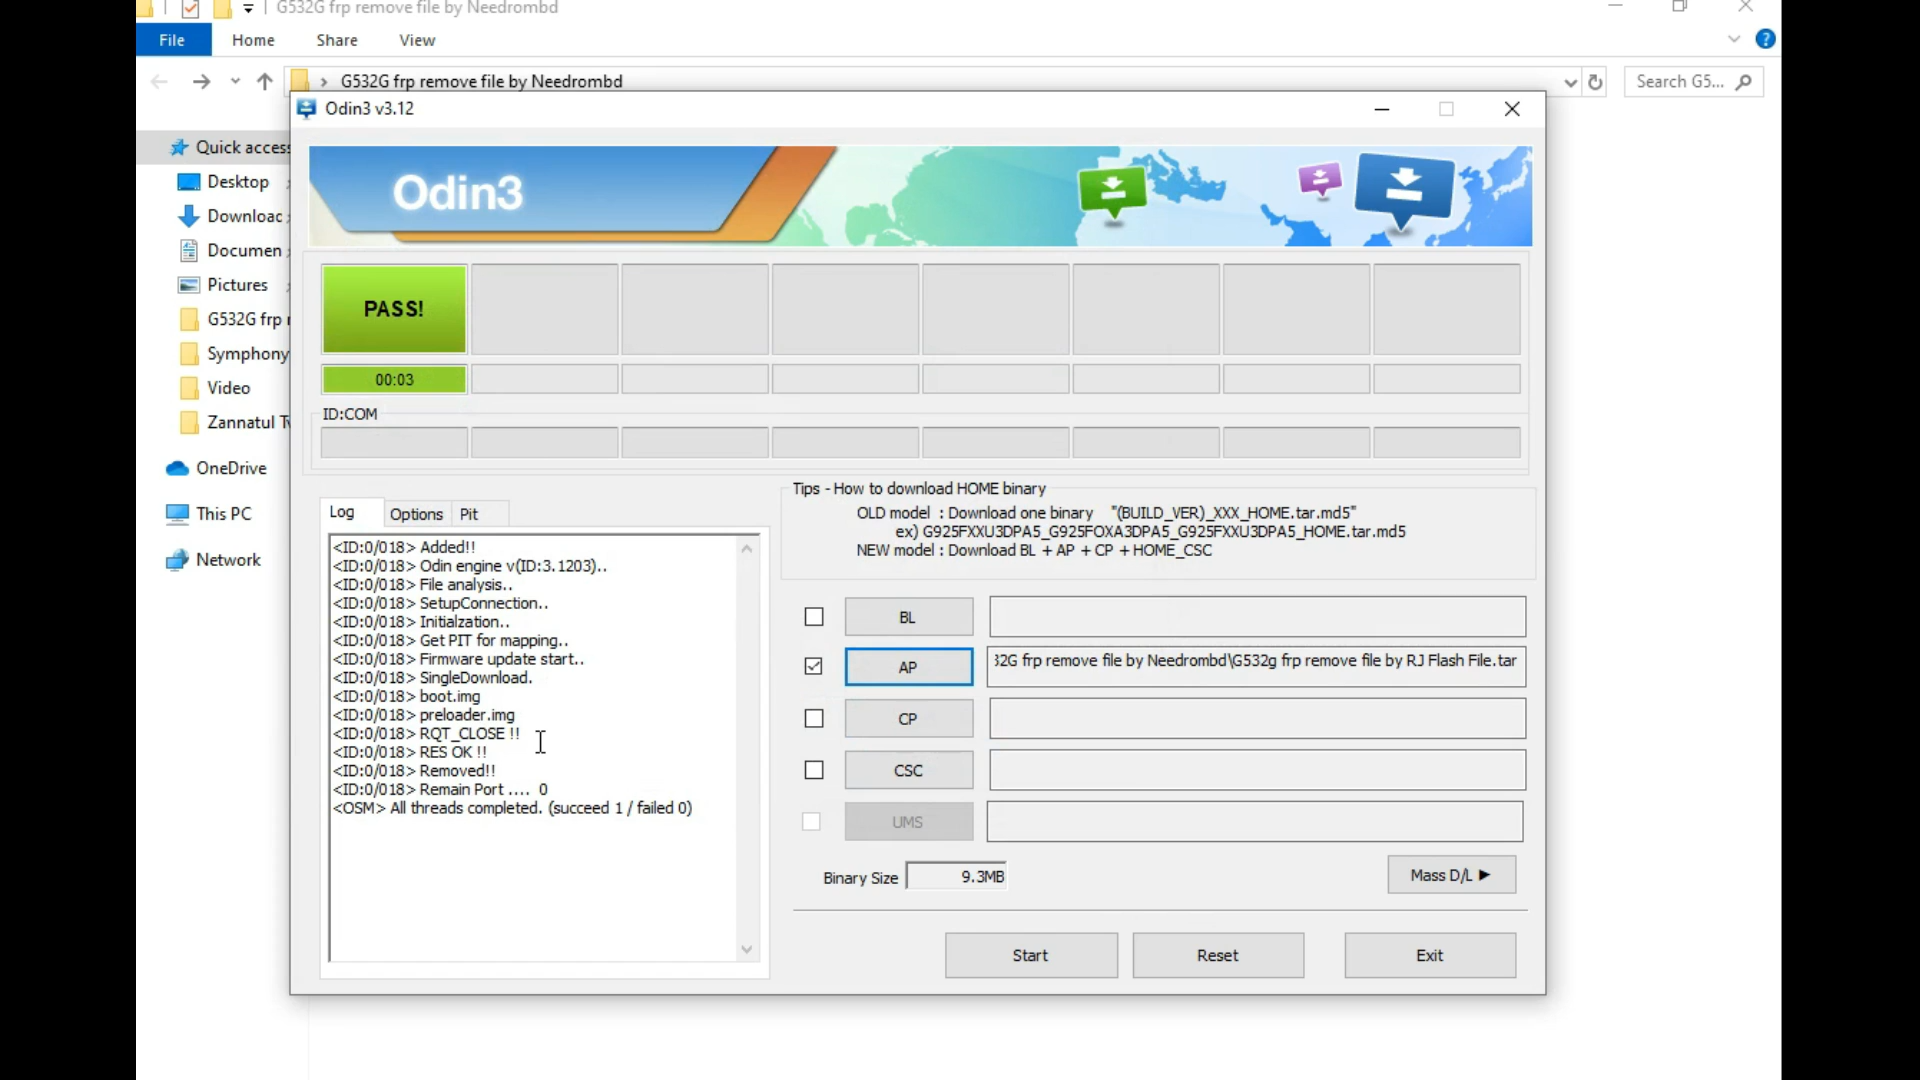 G532G frp remove file by Needrombd
File Home Share View
G532G frp remove file by Needrombd
Search G5...
Odin3 v3.12
Odin3
Quick access
Desktop
Downloac
Documen
Pictures
G532G frp r
Symphony
Video
Zannatul T
OneDrive
This PC
Network
PASS!
00:03
ID:COM
Log Options Pit
<ID:0/018> Added!!
<ID:0/018> Odin engine v(ID:3.1203)..
<ID:0/018> File analysis..
<ID:0/018> SetupConnection..
<ID:0/018> Initialzation..
<ID:0/018> Get PIT for mapping..
<ID:0/018> Firmware update start..
<ID:0/018> SingleDownload.
<ID:0/018> boot.img
<ID:0/018> preloader.img
<ID:0/018> RQT_CLOSE !!
<ID:0/018> RES OK !!
<ID:0/018> Removed!!
<ID:0/018> Remain Port .... 0
<OSM> All threads completed. (succeed 1 / failed 0)
Tips - How to download HOME binary
OLD model : Download one binary "(BUILD_VER)_XXX_HOME.tar.md5"
ex) G925FXXU3DPA5_G925FOXA3DPA5_G925FXXU3DPA5_HOME.tar.md5
NEW model : Download BL + AP + CP + HOME_CSC
BL
AP 32G frp remove file by Needrombd\G532g frp remove file by RJ Flash File.tar
CP
CSC
UMS
Binary Size 9.3MB
Mass D/L ►
Start Reset Exit